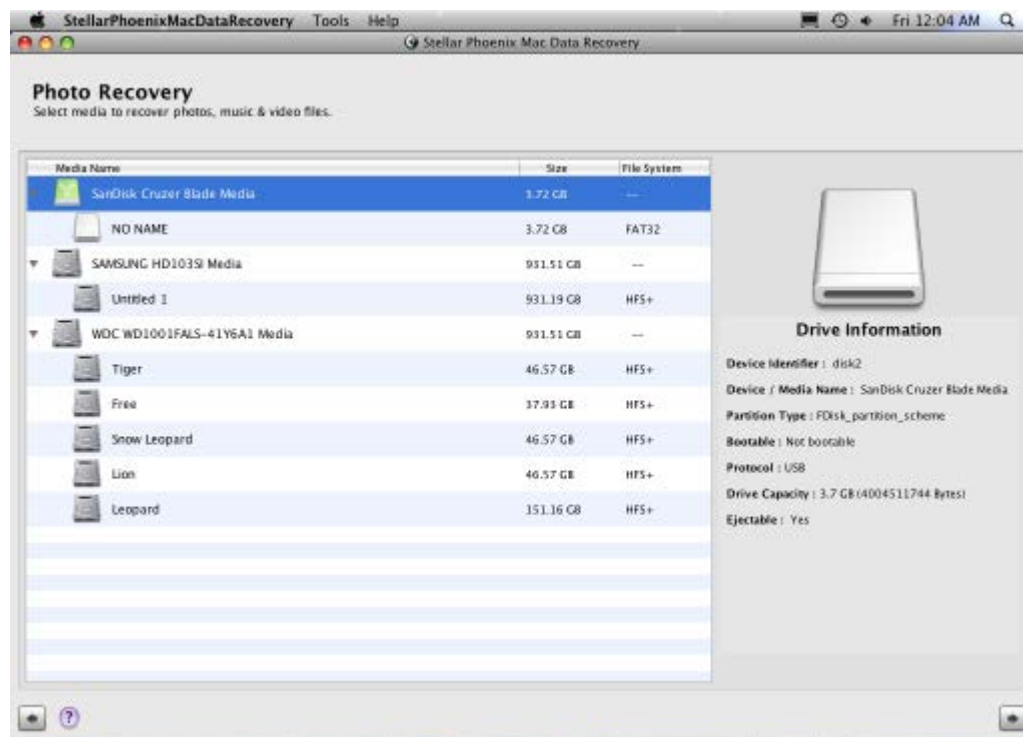 StellarPhoenixMacDataRecovery Tools Help Fri 12:04 AM
Stellar Phoenix Mac Data Recovery
Photo Recovery
Select media to recover photos, music & video files.
Media Name Size File System
SanDisk Cruzer Blade Media 3.72 GB ---
NO NAME 3.72 GB FAT32
SAMSUNG HD103SI Media 931.51 GB ---
Untitled 1 931.19 GB HFS+
WDC WD1001FALS-41Y6A1 Media 931.51 GB ---
Tiger 46.57 GB HFS+
Free 37.93 GB HFS+
Snow Leopard 46.57 GB HFS+
Lion 46.57 GB HFS+
Leopard 151.16 GB HFS+
Drive Information
Device Identifier : disk2
Device / Media Name : SanDisk Cruzer Blade Media
Partition Type : FDisk_partition_scheme
Bootable : Not bootable
Protocol : USB
Drive Capacity : 3.7 GB (4004511744 Bytes)
Ejectable : Yes
?